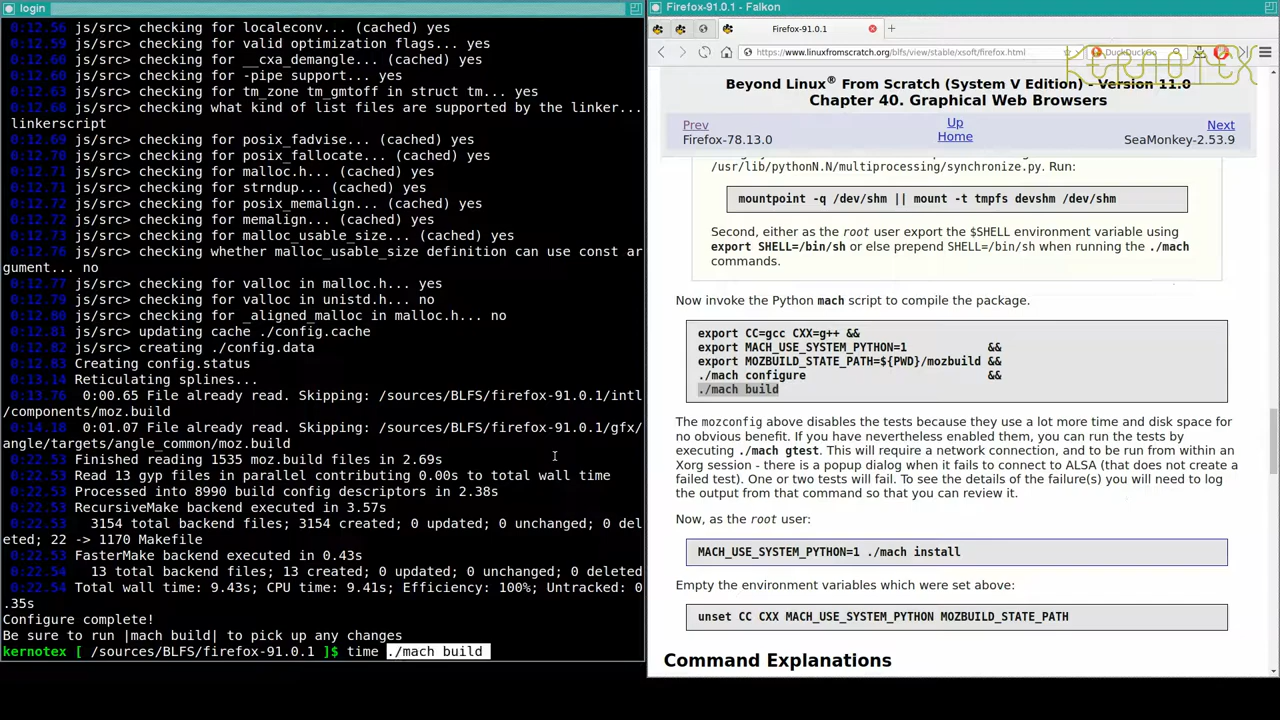 login
0:12.56 js/src> checking for localeconv... (cached) yes
0:12.59 js/src> checking for valid optimization flags... yes
0:12.60 js/src> checking for __cxa_demangle... (cached) yes
0:12.60 js/src> checking for -pipe support... yes
0:12.63 js/src> checking for tm_zone tm_gmtoff in struct tm... yes
0:12.68 js/src> checking what kind of list files are supported by the linker...
linkerscript
0:12.69 js/src> checking for posix_fadvise... (cached) yes
0:12.70 js/src> checking for posix_fallocate... (cached) yes
0:12.71 js/src> checking for malloc.h... (cached) yes
0:12.71 js/src> checking for strndup... (cached) yes
0:12.71 js/src> checking for posix_memalign... (cached) yes
0:12.72 js/src> checking for memalign... (cached) yes
0:12.73 js/src> checking for malloc_usable_size... (cached) yes
0:12.76 js/src> checking whether malloc_usable_size definition can use const ar
gument... no
0:12.77 js/src> checking for valloc in malloc.h... yes
0:12.79 js/src> checking for valloc in unistd.h... no
0:12.80 js/src> checking for _aligned_malloc in malloc.h... no
0:12.81 js/src> updating cache ./config.cache
0:12.82 js/src> creating ./config.data
0:12.83 Creating config.status
0:13.14 Reticulating splines...
0:13.76  0:00.65 File already read. Skipping: /sources/BLFS/firefox-91.0.1/intl
/components/moz.build
0:14.18  0:01.07 File already read. Skipping: /sources/BLFS/firefox-91.0.1/gfx/
angle/targets/angle_common/moz.build
0:22.53 Finished reading 1535 moz.build files in 2.69s
0:22.53 Read 13 gyp files in parallel contributing 0.00s to total wall time
0:22.53 Processed into 8990 build config descriptors in 2.38s
0:22.53 RecursiveMake backend executed in 3.57s
0:22.53   3154 total backend files; 3154 created; 0 updated; 0 unchanged; 0 del
eted; 22 -> 1170 Makefile
0:22.53 FasterMake backend executed in 0.43s
0:22.54   13 total backend files; 13 created; 0 updated; 0 unchanged; 0 deleted
0:22.54 Total wall time: 9.43s; CPU time: 9.41s; Efficiency: 100%; Untracked: 0
.35s
Configure complete!
Be sure to run |mach build| to pick up any changes
kernotex [ /sources/BLFS/firefox-91.0.1 ]$ time ./mach build
Firefox-91.0.1 - Falkon
Firefox-91.0.1
https://www.linuxfromscratch.org/blfs/view/stable/xsoft/firefox.html
DuckDuckGo
KERNOTEX
Beyond Linux® From Scratch (System V Edition) - Version 11.0
Chapter 40. Graphical Web Browsers
Prev Up Next
Firefox-78.13.0 Home SeaMonkey-2.53.9
/usr/lib/pythonN.N/multiprocessing/synchronize.py. Run:
mountpoint -q /dev/shm || mount -t tmpfs devshm /dev/shm
Second, either as the root user export the $SHELL environment variable using
export SHELL=/bin/sh or else prepend SHELL=/bin/sh when running the ./mach
commands.
Now invoke the Python mach script to compile the package.
export CC=gcc CXX=g++ &&
export MACH_USE_SYSTEM_PYTHON=1 &&
export MOZBUILD_STATE_PATH=${PWD}/mozbuild &&
./mach configure &&
./mach build
The mozconfig above disables the tests because they use a lot more time and disk space for
no obvious benefit. If you have nevertheless enabled them, you can run the tests by
executing ./mach gtest. This will require a network connection, and to be run from within an
Xorg session - there is a popup dialog when it fails to connect to ALSA (that does not create a
failed test). One or two tests will fail. To see the details of the failure(s) you will need to log
the output from that command so that you can review it.
Now, as the root user:
MACH_USE_SYSTEM_PYTHON=1 ./mach install
Empty the environment variables which were set above:
unset CC CXX MACH_USE_SYSTEM_PYTHON MOZBUILD_STATE_PATH
Command Explanations